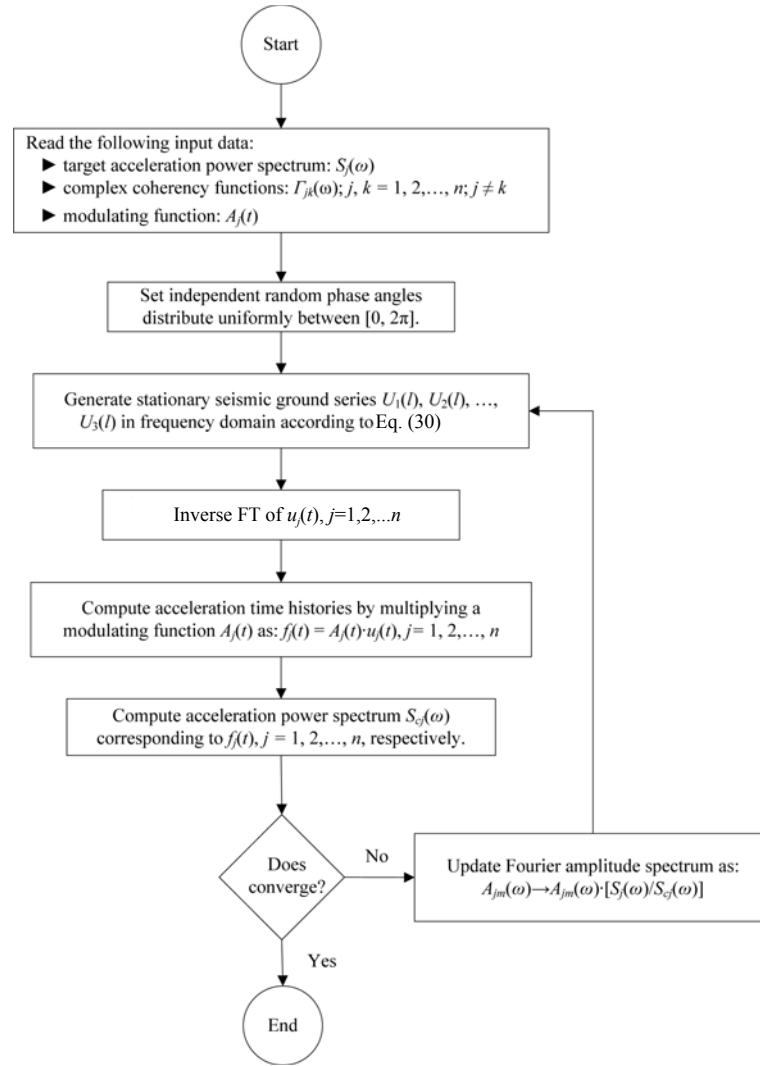 Start
Read the following input data:
► target acceleration power spectrum: Sj(ω)
► complex coherency functions: Γjk(ω); j, k = 1, 2,…, n; j ≠ k
► modulating function: Aj(t)
Set independent random phase angles
distribute uniformly between [0, 2π].
Generate stationary seismic ground series U1(l), U2(l), …,
U3(l) in frequency domain according to Eq. (30)
Inverse FT of uj(t), j=1,2,...n
Compute acceleration time histories by multiplying a
modulating function Aj(t) as: fj(t) = Aj(t)·uj(t), j= 1, 2,…, n
Compute acceleration power spectrum Scj(ω)
corresponding to fj(t), j = 1, 2,…, n, respectively.
Does
converge?
No
Update Fourier amplitude spectrum as:
Ajm(ω)→Ajm(ω)·[Sj(ω)/Scj(ω)]
Yes
End